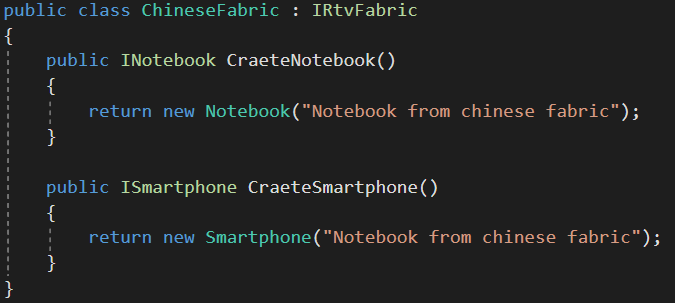 public class ChineseFabric : IRtvFabric
{
public INotebook CraeteNotebook()
{
return new Notebook("Notebook from chinese fabric");
}
public ISmartphone CraeteSmartphone()
{
return new Smartphone("Notebook from chinese fabric");
}
}